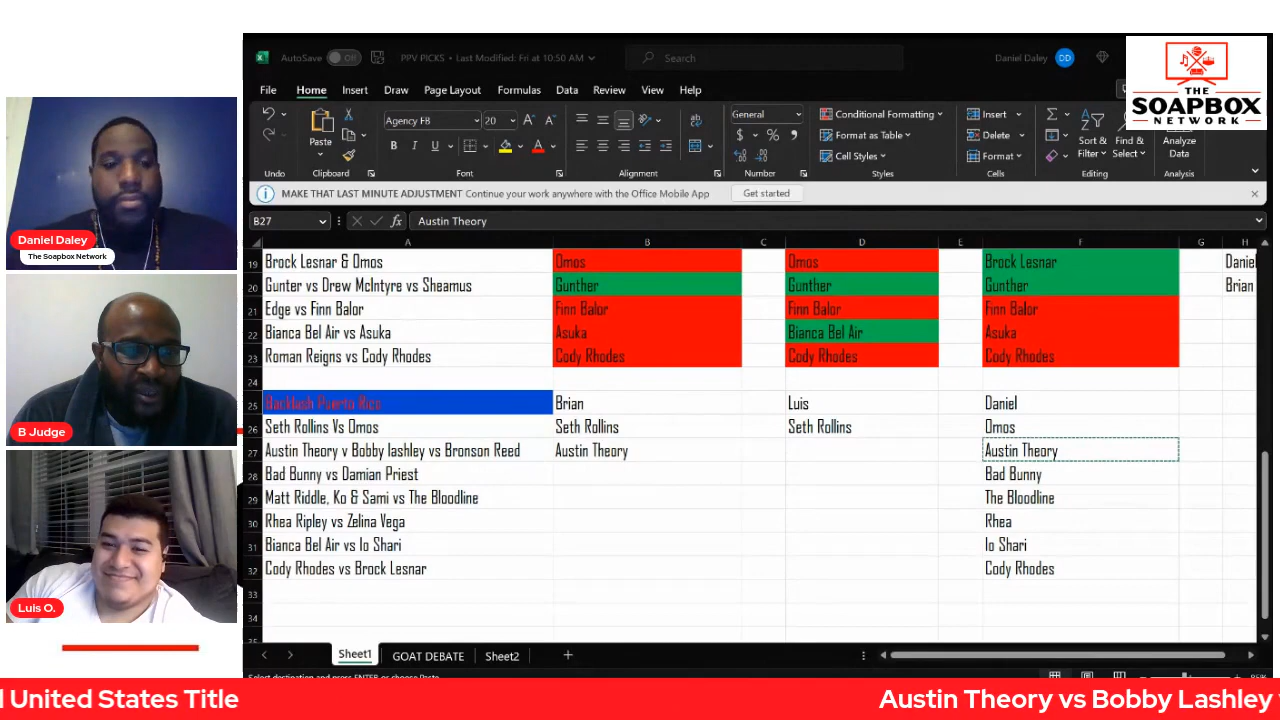 AutoSave Off PPV PICKS • Last Modified: Fri at 10:50 AM Search Daniel Daley DD
THE
SOAPBOX
NETWORK
File Home Insert Draw Page Layout Formulas Data Review View Help
Paste
Undo Clipboard
Agency FB 20
B I U
Font
Alignment
General
$ %
Number
Conditional Formatting
Format as Table
Cell Styles
Styles
Insert
Delete
Format
Cells
Sort &
Filter
Find &
Select
Editing
Analyze
Data
Analysis
MAKE THAT LAST MINUTE ADJUSTMENT Continue your work anywhere with the Office Mobile App Get started
B27 fx Austin Theory
A B C D E F G H
19 Brock Lesnar & Omos Omos Omos Brock Lesnar Daniel
20 Gunter vs Drew McIntyre vs Sheamus Gunther Gunther Gunther Brian
21 Edge vs Finn Balor Finn Balor Finn Balor Finn Balor
22 Bianca Bel Air vs Asuka Asuka Bianca Bel Air Asuka
23 Roman Reigns vs Cody Rhodes Cody Rhodes Cody Rhodes Cody Rhodes
24
25 Backlash Puerto Rico Brian Luis Daniel
26 Seth Rollins Vs Omos Seth Rollins Seth Rollins Omos
27 Austin Theory v Bobby lashley vs Bronson Reed Austin Theory Austin Theory
28 Bad Bunny vs Damian Priest Bad Bunny
29 Matt Riddle, Ko & Sami vs The Bloodline The Bloodline
30 Rhea Ripley vs Zelina Vega Rhea
31 Bianca Bel Air vs Io Shari Io Shari
32 Cody Rhodes vs Brock Lesnar Cody Rhodes
33
34
Sheet1 GOAT DEBATE Sheet2
Select destination and press ENTER or choose Paste
Daniel Daley
The Soapbox Network
B Judge
Luis O.
United States Title Austin Theory vs Bobby Lashley